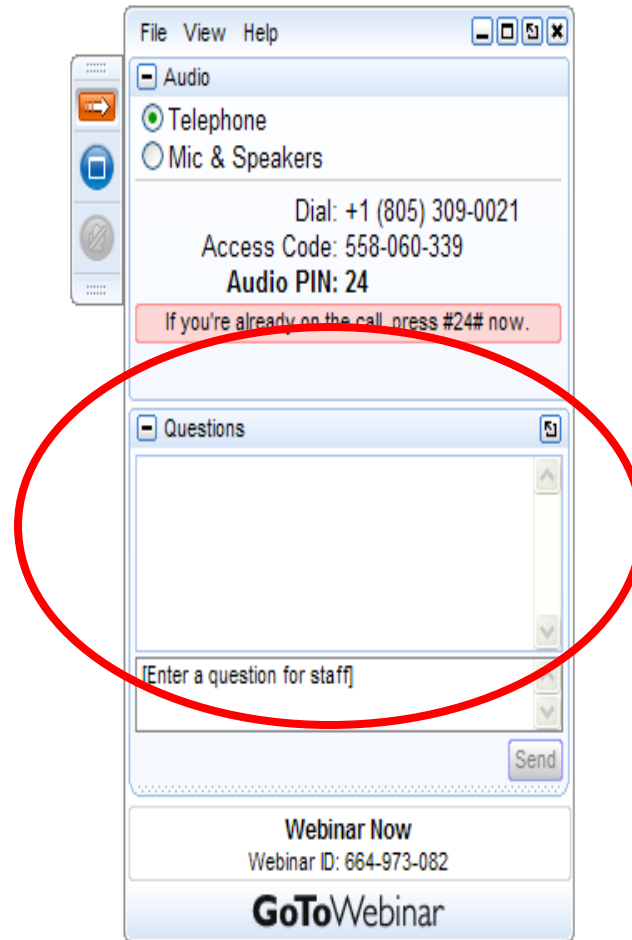 File View Help
Audio
Telephone
Mic & Speakers
Dial: +1 (805) 309-0021
Access Code: 558-060-339
Audio PIN: 24
If you're already on the call, press #24# now.
Questions
[Enter a question for staff]
Send
Webinar Now
Webinar ID: 664-973-082
GoToWebinar